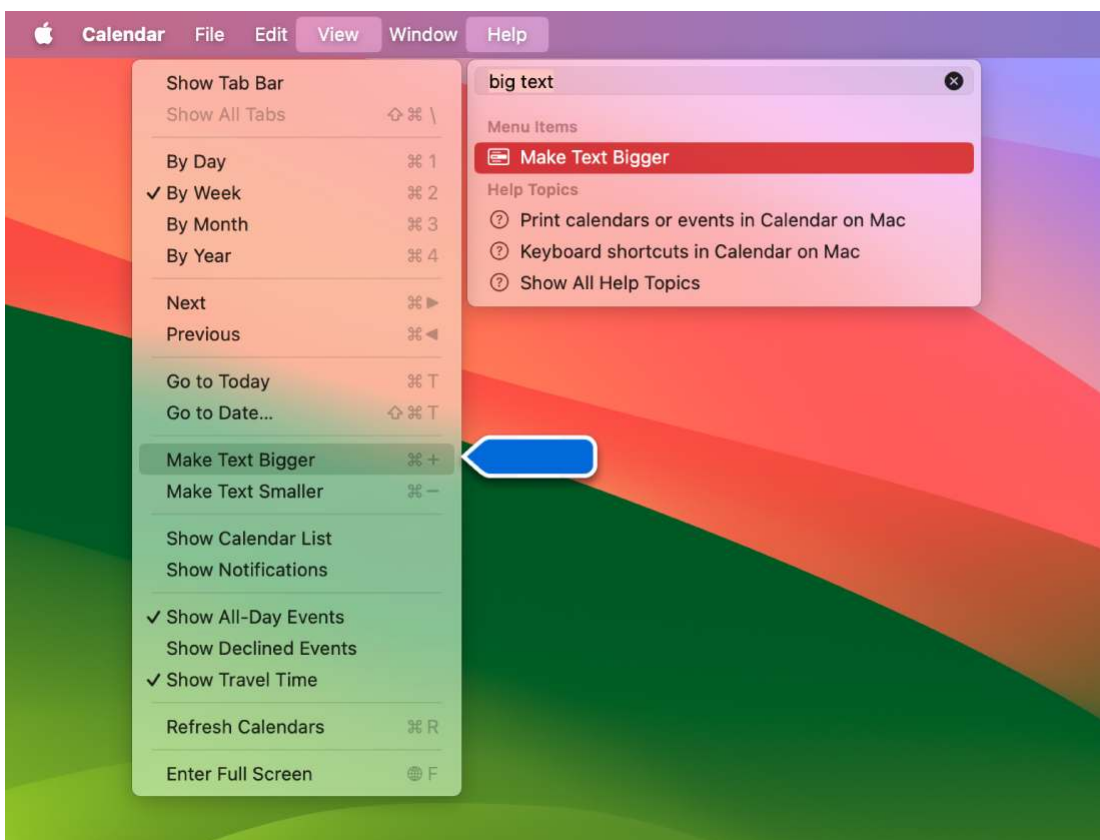 Calendar File Edit View Window Help
Show Tab Bar
Show All Tabs ⇧⌘\
By Day ⌘1
✓ By Week ⌘2
By Month ⌘3
By Year ⌘4
Next ⌘▶
Previous ⌘◀
Go to Today ⌘T
Go to Date... ⇧⌘T
Make Text Bigger ⌘+
Make Text Smaller ⌘−
Show Calendar List
Show Notifications
✓ Show All-Day Events
Show Declined Events
✓ Show Travel Time
Refresh Calendars ⌘R
Enter Full Screen 🌐F
big text
Menu Items
Make Text Bigger
Help Topics
Print calendars or events in Calendar on Mac
Keyboard shortcuts in Calendar on Mac
Show All Help Topics